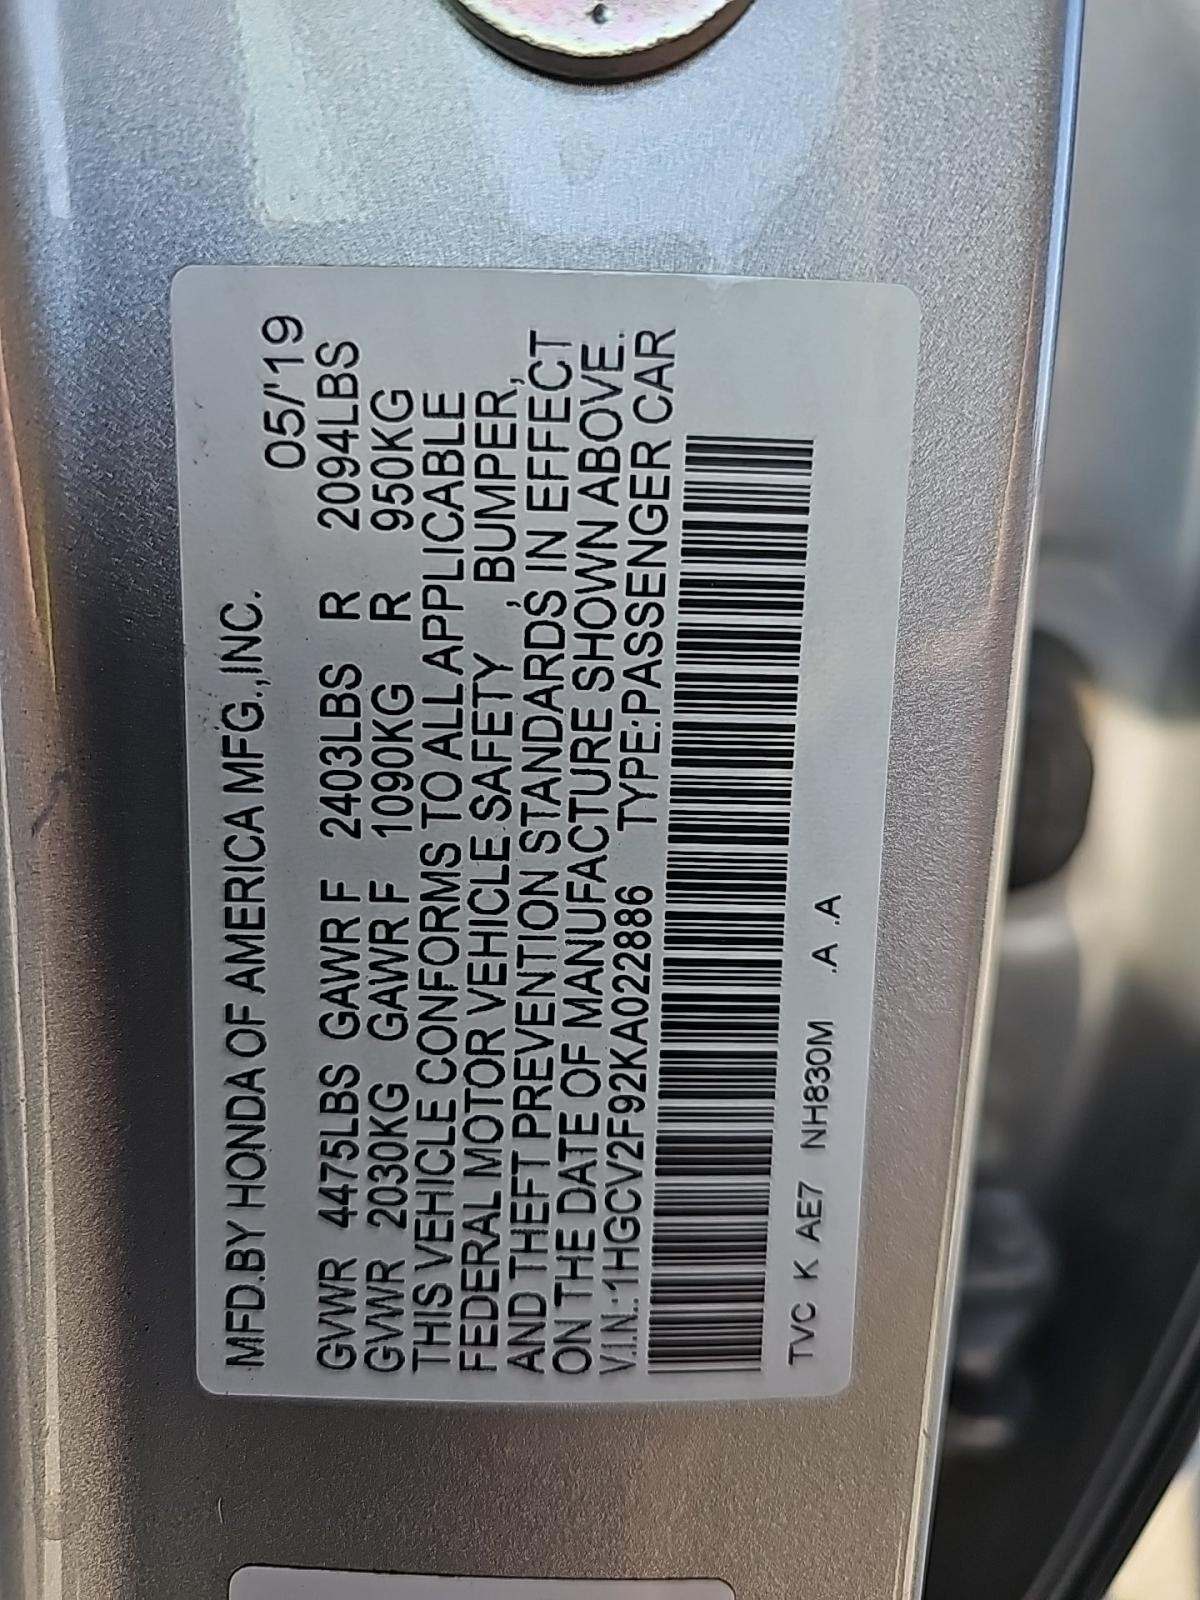 MFD.BY HONDA OF AMERICA MFG.,INC.
05/'19
GVWR 4475LBS GAWR F 2403LBS R 2094LBS
GVWR 2030KG GAWR F 1090KG R 950KG
THIS VEHICLE CONFORMS TO ALL APPLICABLE
FEDERAL MOTOR VEHICLE SAFETY, BUMPER,
AND THEFT PREVENTION STANDARDS IN EFFECT
ON THE DATE OF MANUFACTURE SHOWN ABOVE.
V.I.N.:1HGCV2F92KA022886 TYPE:PASSENGER CAR
TVC K AE7 NH830M .A .A